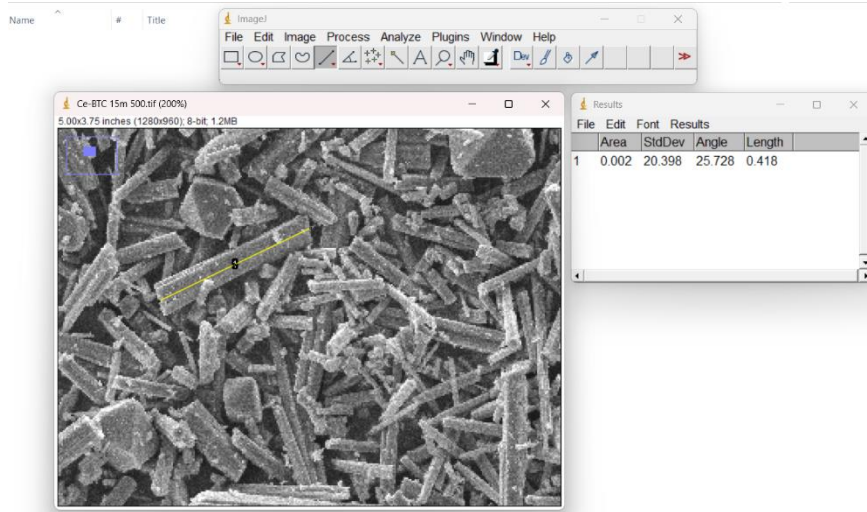 Name # Title
ImageJ
File Edit Image Process Analyze Plugins Window Help
Dev
Ce-BTC 15m 500.tif (200%)
5.00x3.75 inches (1280x960); 8-bit; 1.2MB
Results
File Edit Font Results
Area StdDev Angle Length
1 0.002 20.398 25.728 0.418